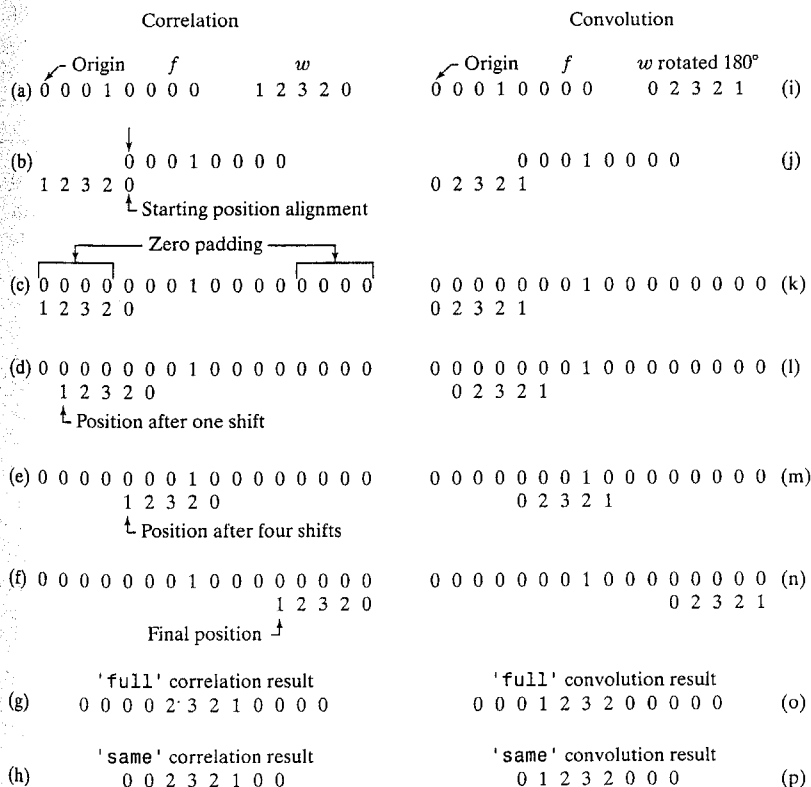 Correlation Convolution
Origin f w Origin f w rotated 180°
(a) 0 0 0 1 0 0 0 0 1 2 3 2 0 0 0 0 1 0 0 0 0 0 2 3 2 1 (i)
(b) 0 0 0 1 0 0 0 0 0 0 0 1 0 0 0 0 (j)
1 2 3 2 0 0 2 3 2 1
Starting position alignment
Zero padding
(c) 0 0 0 0 0 0 0 1 0 0 0 0 0 0 0 0 0 0 0 0 0 0 0 1 0 0 0 0 0 0 0 0 (k)
1 2 3 2 0 0 2 3 2 1
(d) 0 0 0 0 0 0 0 1 0 0 0 0 0 0 0 0 0 0 0 0 0 0 0 1 0 0 0 0 0 0 0 0 (l)
1 2 3 2 0 0 2 3 2 1
Position after one shift
(e) 0 0 0 0 0 0 0 1 0 0 0 0 0 0 0 0 0 0 0 0 0 0 0 1 0 0 0 0 0 0 0 0 (m)
1 2 3 2 0 0 2 3 2 1
Position after four shifts
(f) 0 0 0 0 0 0 0 1 0 0 0 0 0 0 0 0 0 0 0 0 0 0 0 1 0 0 0 0 0 0 0 0 (n)
1 2 3 2 0 0 2 3 2 1
Final position
'full' correlation result 'full' convolution result
(g) 0 0 0 0 2 3 2 1 0 0 0 0 0 0 0 1 2 3 2 0 0 0 0 0 (o)
'same' correlation result 'same' convolution result
(h) 0 0 2 3 2 1 0 0 0 1 2 3 2 0 0 0 (p)